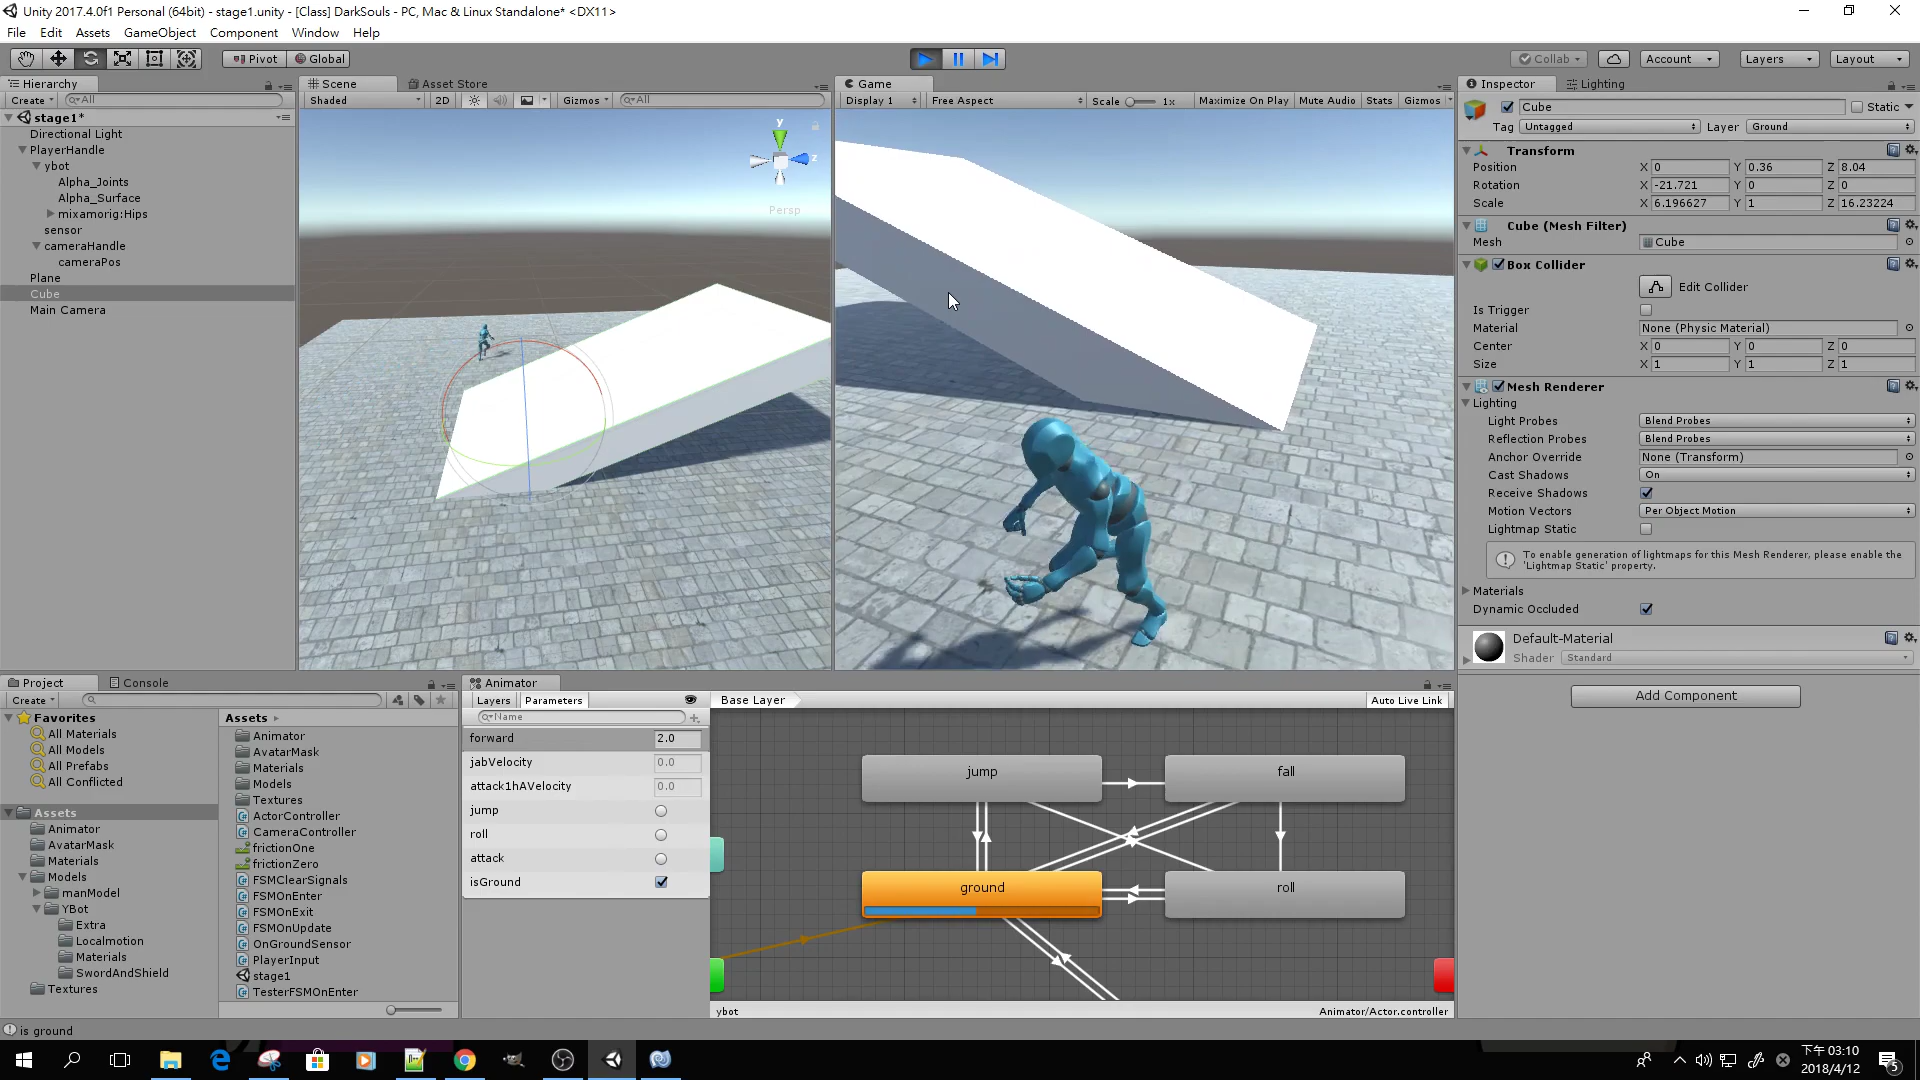 Unity 2017.4.0f1 Personal (64bit) - stage1.unity - [Class] DarkSouls - PC, Mac & Linux Standalone* <DX11>
File Edit Assets GameObject Component Window Help
Pivot Global Collab Account Layers Layout
Hierarchy
Create All
stage1*
Directional Light
PlayerHandle
ybot
Alpha_Joints
Alpha_Surface
mixamorig:Hips
sensor
cameraHandle
cameraPos
Plane
Cube
Main Camera
Scene Asset Store
Shaded 2D Gizmos All
y
z
Persp
Game
Display 1 Free Aspect Scale 1x Maximize On Play Mute Audio Stats Gizmos
Inspector Lighting
Cube Static
Tag Untagged Layer Ground
Transform
Position X 0 Y 0.36 Z 8.04
Rotation X -21.721 Y 0 Z 0
Scale X 6.196627 Y 1 Z 16.23224
Cube (Mesh Filter)
Mesh Cube
Box Collider
Edit Collider
Is Trigger
Material None (Physic Material)
Center X 0 Y 0 Z 0
Size X 1 Y 1 Z 1
Mesh Renderer
Lighting
Light Probes Blend Probes
Reflection Probes Blend Probes
Anchor Override None (Transform)
Cast Shadows On
Receive Shadows
Motion Vectors Per Object Motion
Lightmap Static
To enable generation of lightmaps for this Mesh Renderer, please enable the
'Lightmap Static' property.
Materials
Dynamic Occluded
Default-Material
Shader Standard
Add Component
Project Console
Create
Favorites
All Materials
All Models
All Prefabs
All Conflicted
Assets
Animator
AvatarMask
Materials
Models
manModel
YBot
Extra
Localmotion
Materials
SwordAndShield
Textures
Assets
Animator
AvatarMask
Materials
Models
Textures
ActorController
CameraController
frictionOne
frictionZero
FSMClearSignals
FSMOnEnter
FSMOnExit
FSMOnUpdate
OnGroundSensor
PlayerInput
stage1
TesterFSMOnEnter
Animator
Layers Parameters
Name
forward 2.0
jabVelocity 0.0
attack1hAVelocity 0.0
jump
roll
attack
isGround
Base Layer Auto Live Link
jump fall
ground roll
ybot Animator/Actor.controller
is ground
下午 03:10
2018/4/12
5